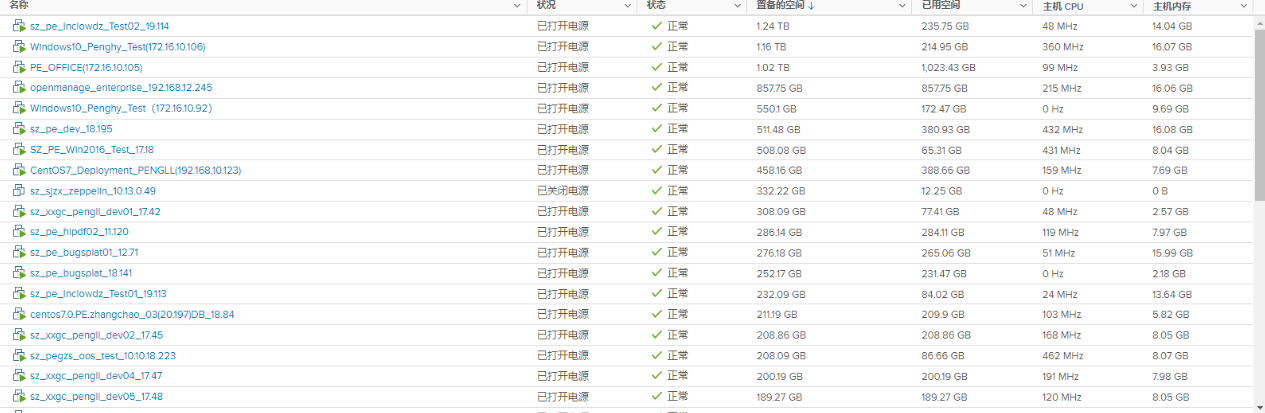 名称 状况 状态 置备的空间 ↓ 已用空间 主机 CPU 主机内存
sz_pe_lnclowdz_Test02_19.114 已打开电源 正常 1.24 TB 235.75 GB 48 MHz 14.04 GB
Windows10_Penghy_Test(172.16.10.106) 已打开电源 正常 1.16 TB 214.95 GB 360 MHz 16.07 GB
PE_OFFICE(172.16.10.105) 已打开电源 正常 1.02 TB 1,023.43 GB 99 MHz 3.93 GB
openmanage_enterprise_192.168.12.245 已打开电源 正常 857.75 GB 857.75 GB 215 MHz 16.06 GB
Windows10_Penghy_Test（172.16.10.92） 已打开电源 正常 550.1 GB 172.47 GB 0 Hz 9.69 GB
sz_pe_dev_18.195 已打开电源 正常 511.48 GB 380.93 GB 432 MHz 16.08 GB
SZ_PE_Win2016_Test_17.18 已打开电源 正常 508.08 GB 65.31 GB 431 MHz 8.04 GB
CentOS7_Deployment_PENGLL(192.168.10.123) 已打开电源 正常 458.16 GB 388.66 GB 159 MHz 7.69 GB
sz_sjzx_zeppelin_10.13.0.49 已关闭电源 正常 332.22 GB 12.25 GB 0 Hz 0 B
sz_xxgc_pengll_dev01_17.42 已打开电源 正常 308.09 GB 77.41 GB 48 MHz 2.57 GB
sz_pe_hipdf02_11.120 已打开电源 正常 286.14 GB 284.11 GB 119 MHz 7.97 GB
sz_pe_bugsplat01_12.71 已打开电源 正常 276.18 GB 265.06 GB 51 MHz 15.99 GB
sz_pe_bugsplat_18.141 已打开电源 正常 252.17 GB 231.47 GB 0 Hz 2.18 GB
sz_pe_lnclowdz_Test01_19.113 已打开电源 正常 232.09 GB 84.02 GB 24 MHz 13.64 GB
centos7.0.PE.zhangchao_03(20.197)DB_18.84 已打开电源 正常 211.19 GB 209.9 GB 103 MHz 5.82 GB
sz_xxgc_pengll_dev02_17.45 已打开电源 正常 208.86 GB 208.86 GB 168 MHz 8.05 GB
sz_pegzs_oos_test_10.10.18.223 已打开电源 正常 208.09 GB 86.66 GB 462 MHz 8.07 GB
sz_xxgc_pengll_dev04_17.47 已打开电源 正常 200.19 GB 200.19 GB 191 MHz 7.98 GB
sz_xxgc_pengll_dev05_17.48 已打开电源 正常 189.27 GB 189.27 GB 120 MHz 8.05 GB